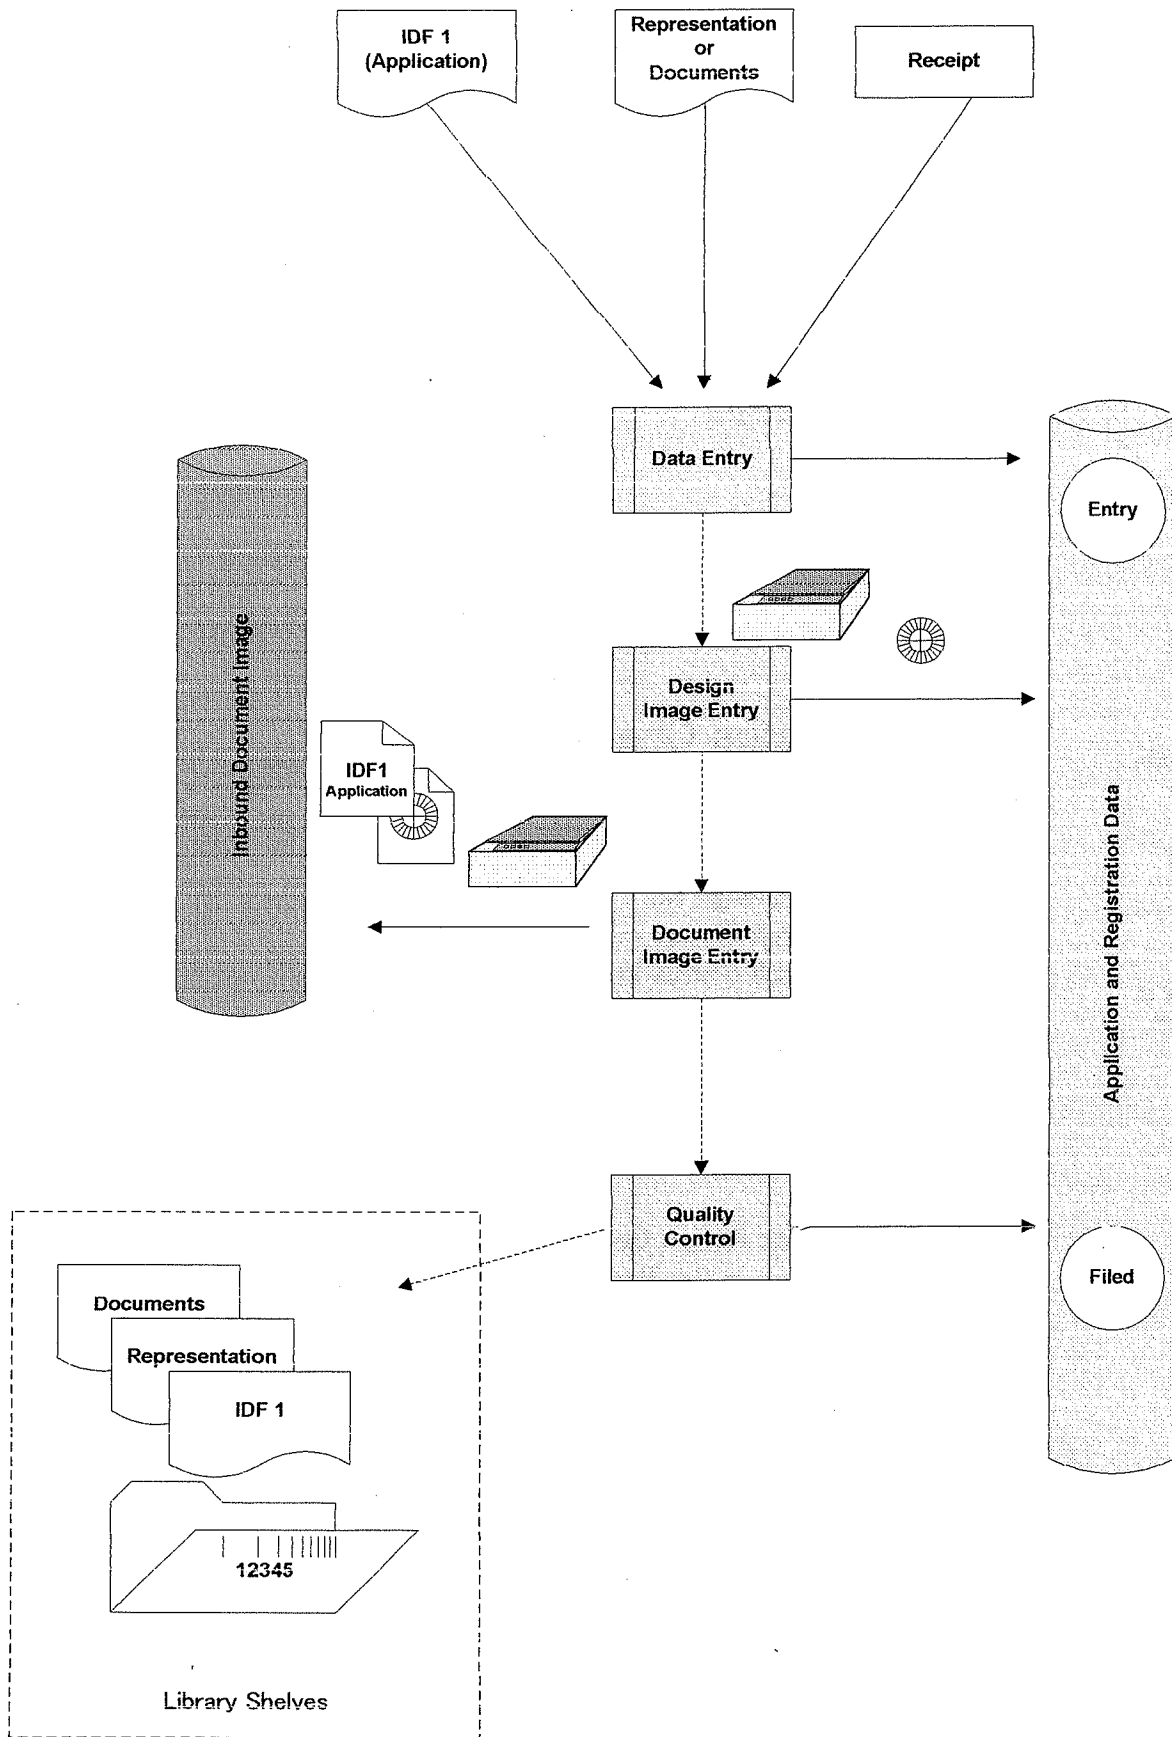 IDF 1
(Application)
Representation
or
Documents
Receipt
Data Entry
Entry
Design
Image Entry
Inbound Document Image
IDF1
Application
Document
Image Entry
Application and Registration Data
Quality
Control
Filed
Documents
Representation
IDF 1
12345
Library Shelves